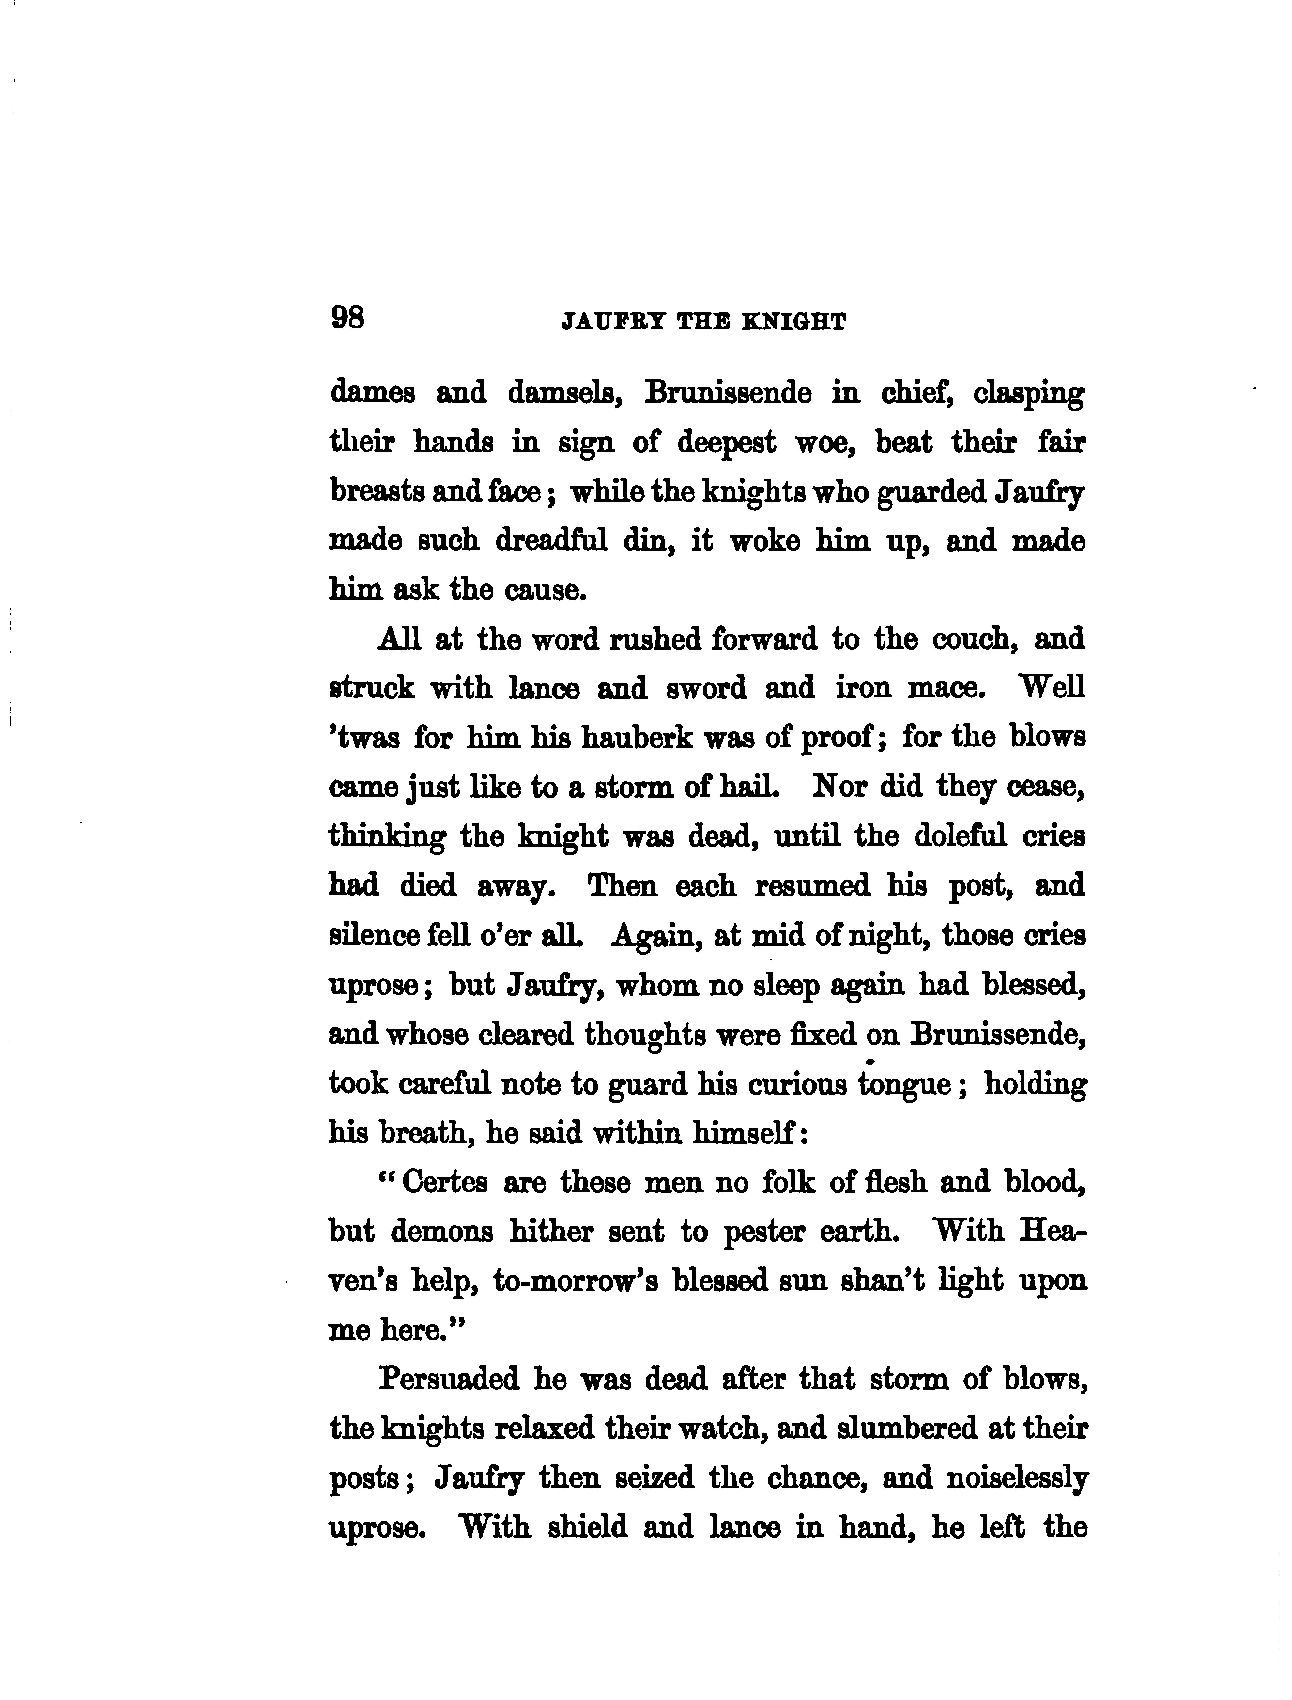 98 JAUFRY THE KNIGHT
dames and damsels, Brunissende in chief, clasping
their hands in sign of deepest woe, beat their fair
breasts and face; while the knights who guarded Jaufry
made such dreadful din, it woke him up, and made
him ask the cause.
All at the word rushed forward to the couch, and
struck with lance and sword and iron mace. Well
'twas for him his hauberk was of proof; for the blows
came just like to a storm of hail. Nor did they cease,
thinking the knight was dead, until the doleful cries
had died away. Then each resumed his post, and
silence fell o'er all. Again, at mid of night, those cries
uprose; but Jaufry, whom no sleep again had blessed,
and whose cleared thoughts were fixed on Brunissende,
took careful note to guard his curious tongue; holding
his breath, he said within himself:
"Certes are these men no folk of flesh and blood,
but demons hither sent to pester earth. With Hea-
ven's help, to-morrow's blessed sun shan't light upon
me here."
Persuaded he was dead after that storm of blows,
the knights relaxed their watch, and slumbered at their
posts; Jaufry then seized the chance, and noiselessly
uprose. With shield and lance in hand, he left the